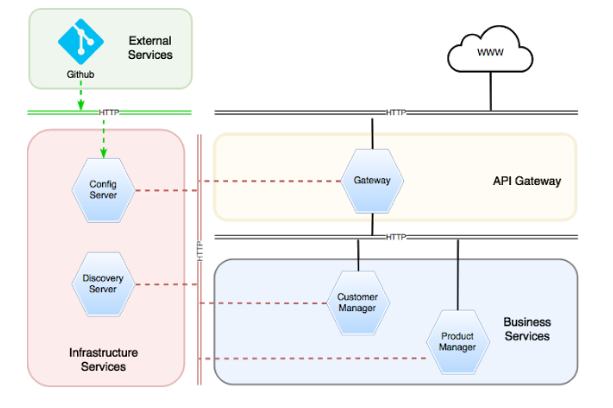 External
Services
Github
WWW
HTTP
HTTP
Config
Server
Gateway
API Gateway
HTTP
HTTP
Discovery
Server
Customer
Manager
Product
Manager
Business
Services
Infrastructure
Services